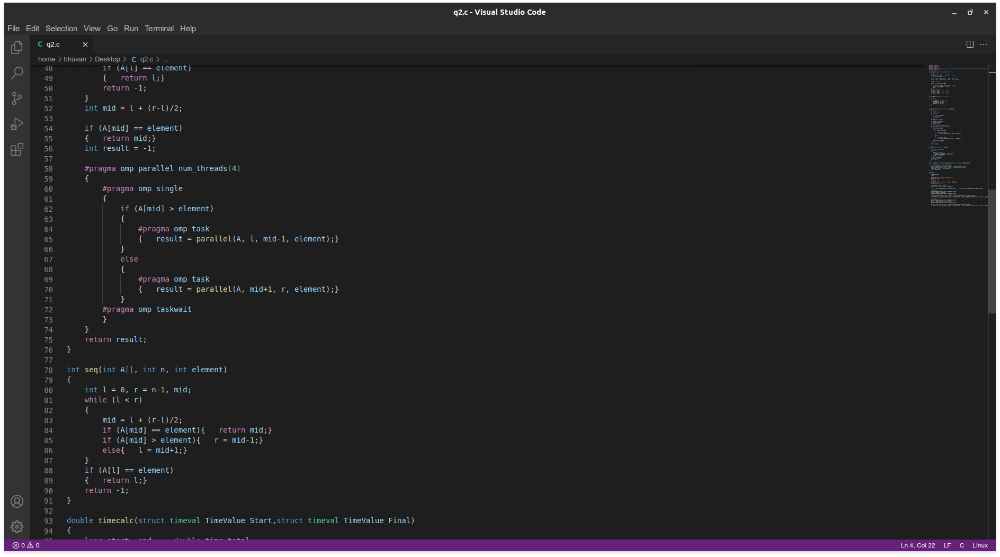 q2.c - Visual Studio Code
File Edit Selection View Go Run Terminal Help
C q2.c
home > bhuvan > Desktop > C q2.c > ...
48 if (A[l] == element)
49 { return l;}
50 return -1;
51 }
52 int mid = l + (r-l)/2;
53
54 if (A[mid] == element)
55 { return mid;}
56 int result = -1;
57
58 #pragma omp parallel num_threads(4)
59 {
60 #pragma omp single
61 {
62 if (A[mid] > element)
63 {
64 #pragma omp task
65 { result = parallel(A, l, mid-1, element);}
66 }
67 else
68 {
69 #pragma omp task
70 { result = parallel(A, mid+1, r, element);}
71 }
72 #pragma omp taskwait
73 }
74 }
75 return result;
76 }
77
78 int seq(int A[], int n, int element)
79 {
80 int l = 0, r = n-1, mid;
81 while (l < r)
82 {
83 mid = l + (r-l)/2;
84 if (A[mid] == element){ return mid;}
85 if (A[mid] > element){ r = mid-1;}
86 else{ l = mid+1;}
87 }
88 if (A[l] == element)
89 { return l;}
90 return -1;
91 }
92
93 double timecalc(struct timeval TimeValue_Start,struct timeval TimeValue_Final)
94 {
0 0
Ln 4, Col 22 LF C Linux